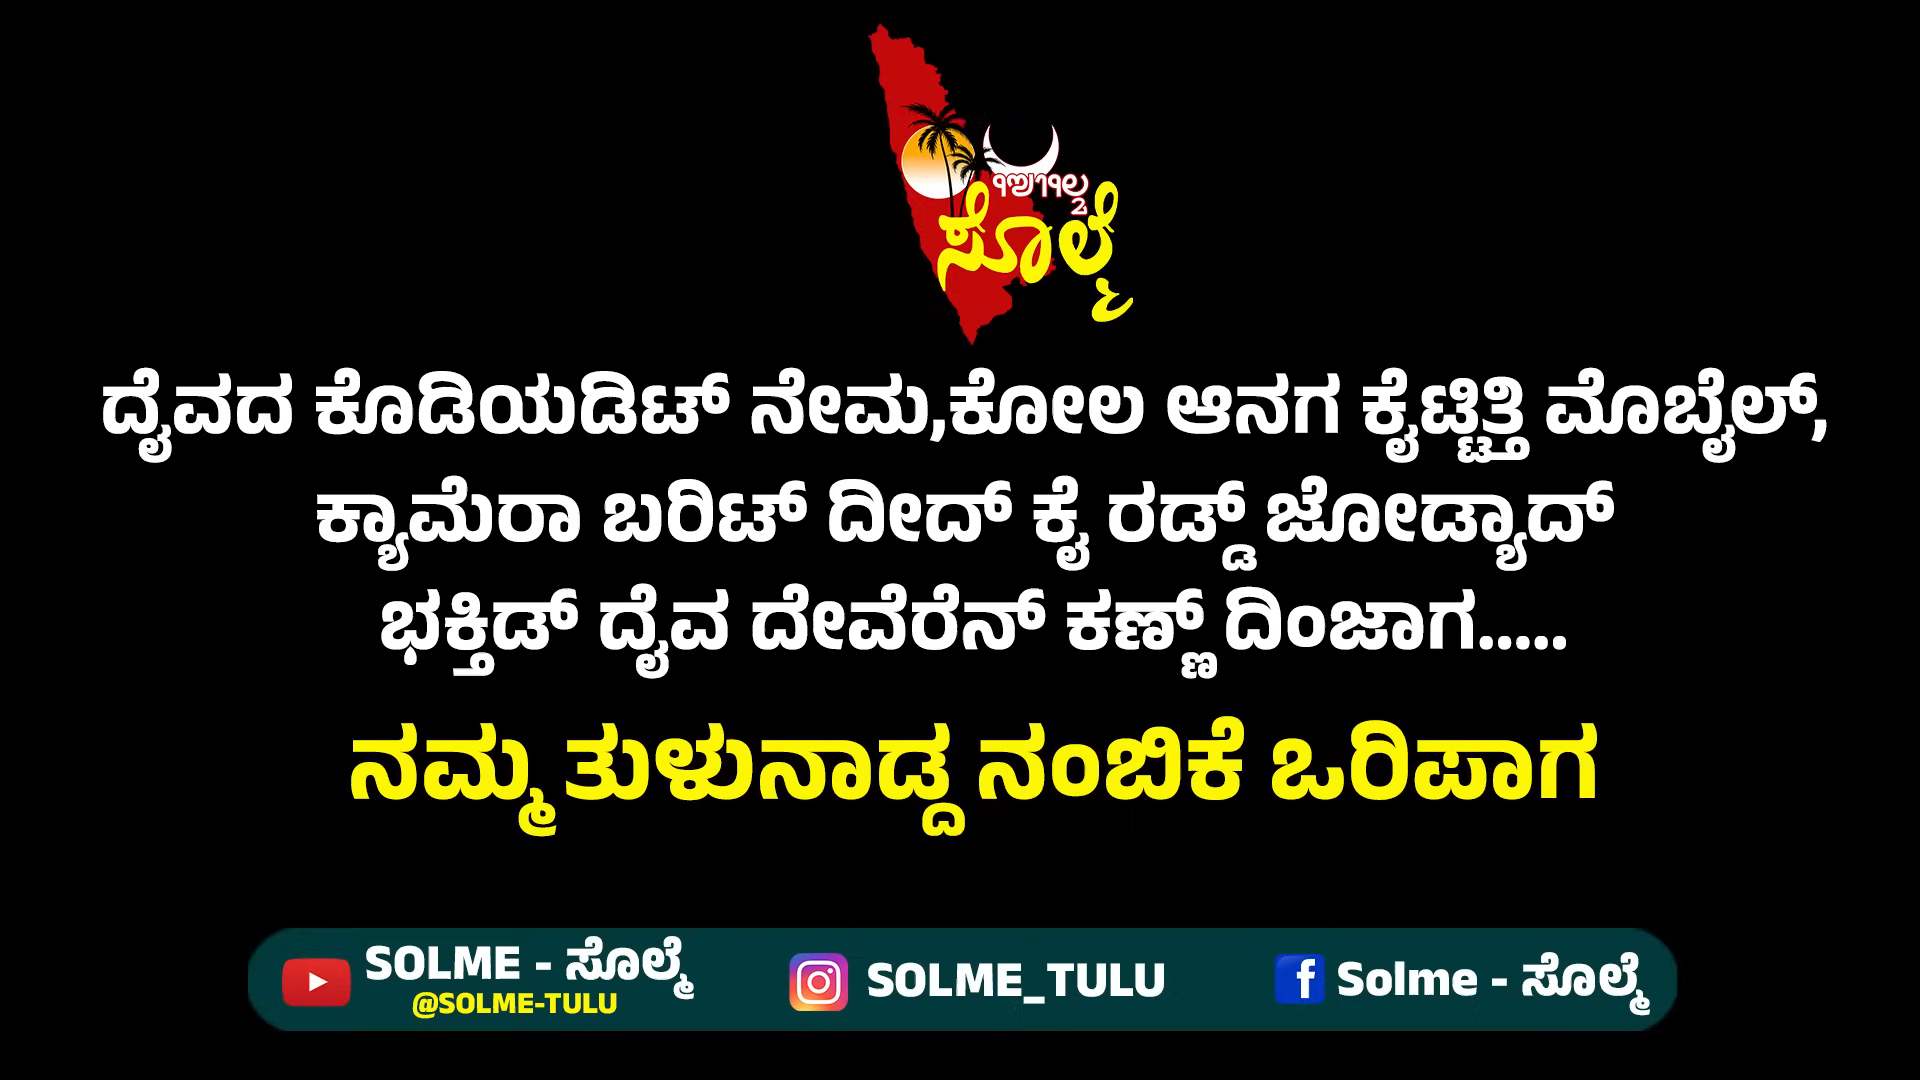 ಸೊಲ್ಮೆ
ದೈವದ ಕೊಡಿಯಡಿಟ್ ನೇಮ,ಕೋಲ ಆನಗ ಕೈಟ್ಟಿತ್ತಿ ಮೊಬೈಲ್,
ಕ್ಯಾಮೆರಾ ಬರಿಟ್ ದೀದ್ ಕೈ ರಡ್ಡ್ ಜೋಡ್ಯಾದ್
ಭಕ್ತಿಡ್ ದೈವ ದೇವೆರೆನ್ ಕಣ್ಣ್ ದಿಂಜಾಗ.....
ನಮ್ಮ ತುಳುನಾಡ್ದ ನಂಬಿಕೆ ಒರಿಪಾಗ
SOLME - ಸೊಲ್ಮೆ
@SOLME-TULU
SOLME_TULU
Solme - ಸೊಲ್ಮೆ